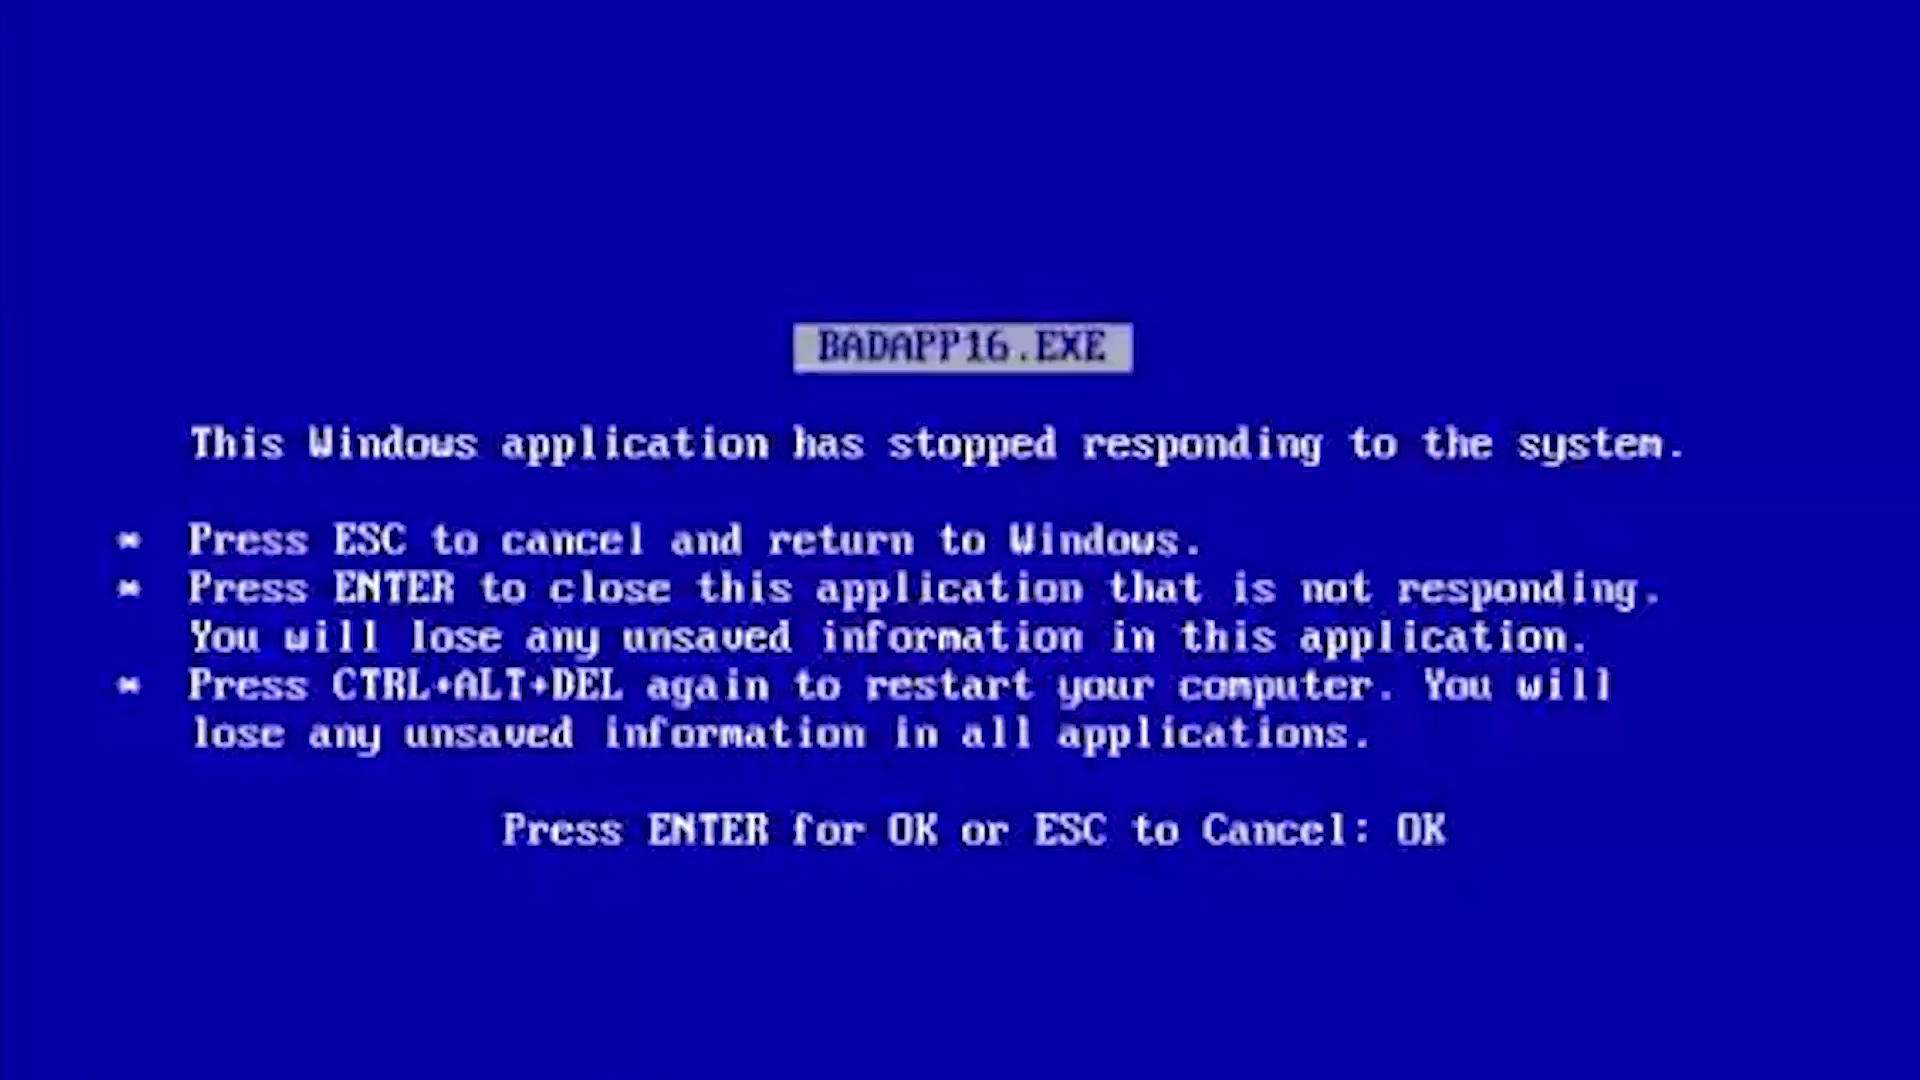 BADAPP16.EXE
This Windows application has stopped responding to the system.
* Press ESC to cancel and return to Windows.
* Press ENTER to close this application that is not responding.
You will lose any unsaved information in this application.
* Press CTRL+ALT+DEL again to restart your computer. You will
lose any unsaved information in all applications.
Press ENTER for OK or ESC to Cancel: OK